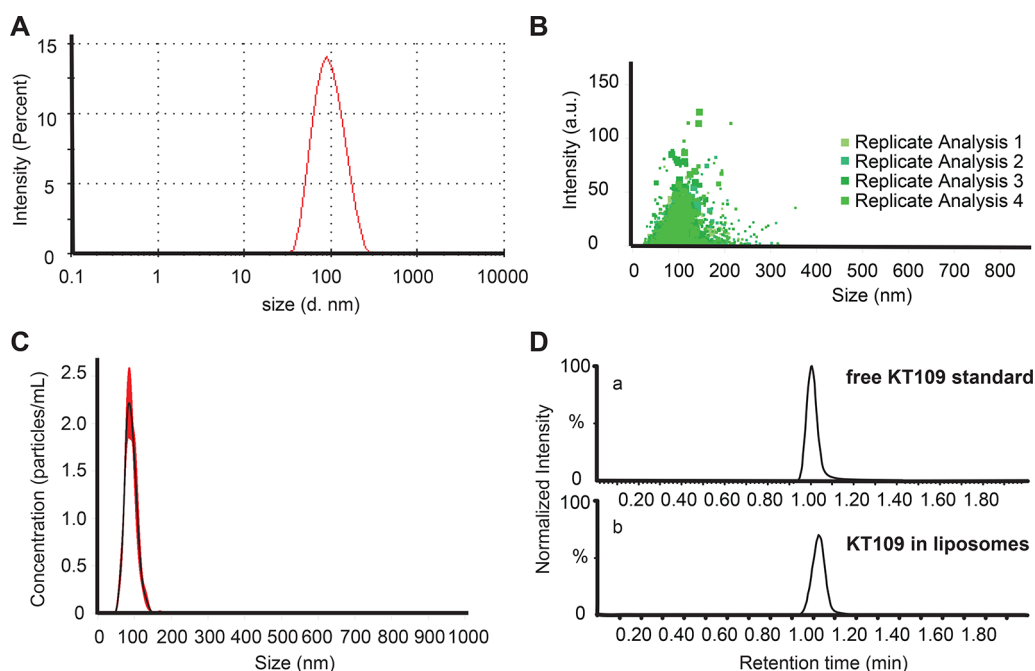 A
15
10
5
0
Intensity (Percent)
0.1 1 10 100 1000 10000
size (d. nm)
B
150
100
50
0
Intensity (a.u.)
Replicate Analysis 1
Replicate Analysis 2
Replicate Analysis 3
Replicate Analysis 4
0 100 200 300 400 500 600 700 800
Size (nm)
C
2.5
2.0
1.5
1.0
0.5
0
Concentration (particles/mL)
0 100 200 300 400 500 600 700 800 900 1000
Size (nm)
D
Normalized Intensity
100
a
free KT109 standard
%
0
0.20 0.40 0.60 0.80 1.00 1.20 1.40 1.60 1.80
100
b
KT109 in liposomes
%
0
0.20 0.40 0.60 0.80 1.00 1.20 1.40 1.60 1.80
Retention time (min)